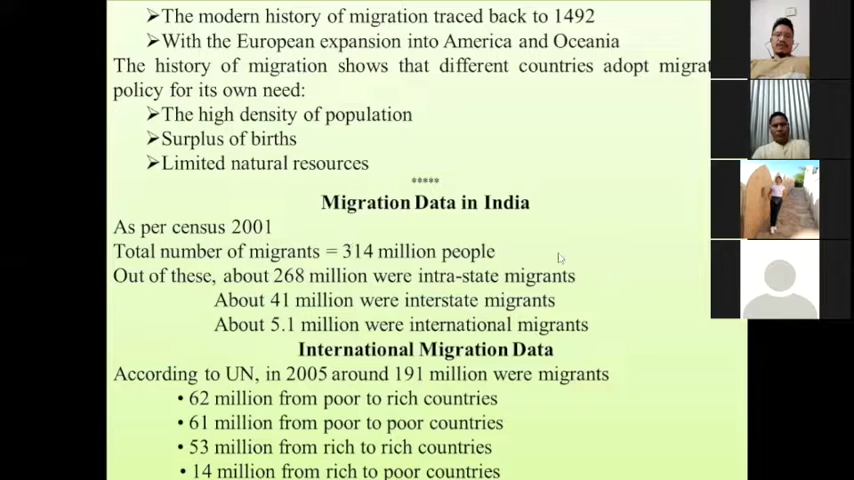 ➢The modern history of migration traced back to 1492
➢With the European expansion into America and Oceania
The history of migration shows that different countries adopt migrat
policy for its own need:
➢The high density of population
➢Surplus of births
➢Limited natural resources
*****
Migration Data in India
As per census 2001
Total number of migrants = 314 million people
Out of these, about 268 million were intra-state migrants
About 41 million were interstate migrants
About 5.1 million were international migrants
International Migration Data
According to UN, in 2005 around 191 million were migrants
• 62 million from poor to rich countries
• 61 million from poor to poor countries
• 53 million from rich to rich countries
• 14 million from rich to poor countries